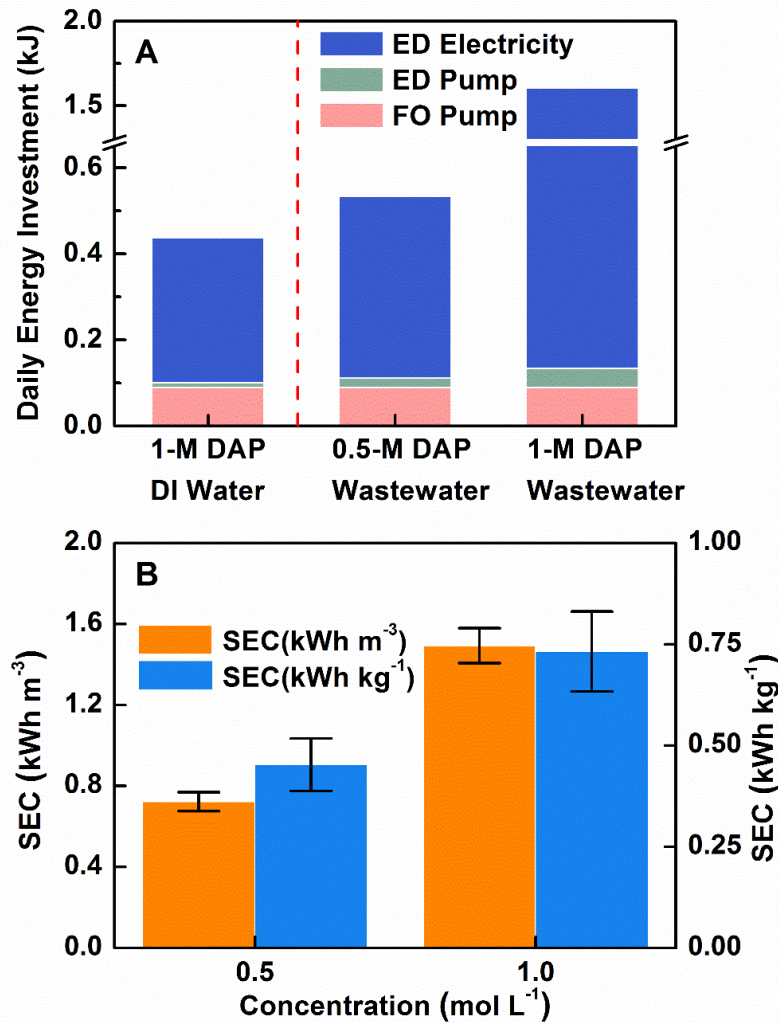 A
ED Electricity
ED Pump
FO Pump
Daily Energy Investment (kJ)
2.0
1.5
0.6
0.4
0.2
0.0
1-M DAP
DI Water
0.5-M DAP
Wastewater
1-M DAP
Wastewater
B
SEC(kWh m⁻³)
SEC(kWh kg⁻¹)
SEC (kWh m⁻³)
2.0
1.6
1.2
0.8
0.4
0.0
1.00
0.75
0.50
0.25
0.00
SEC (kWh kg⁻¹)
0.5
1.0
Concentration (mol L⁻¹)